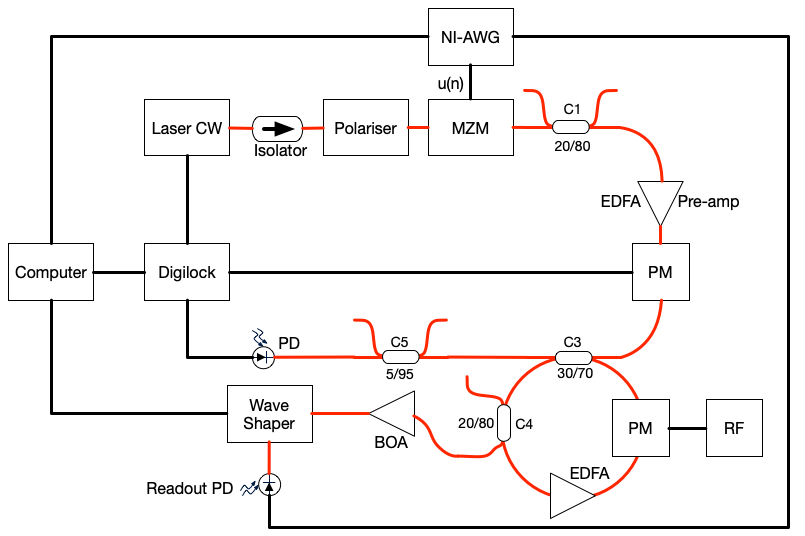 NI-AWG
u(n)
C1
Laser CW
Polariser
MZM
Isolator
20/80
EDFA
Pre-amp
Computer
Digilock
PM
PD
C5
C3
5/95
30/70
Wave
Shaper
20/80
C4
PM
RF
BOA
EDFA
Readout PD